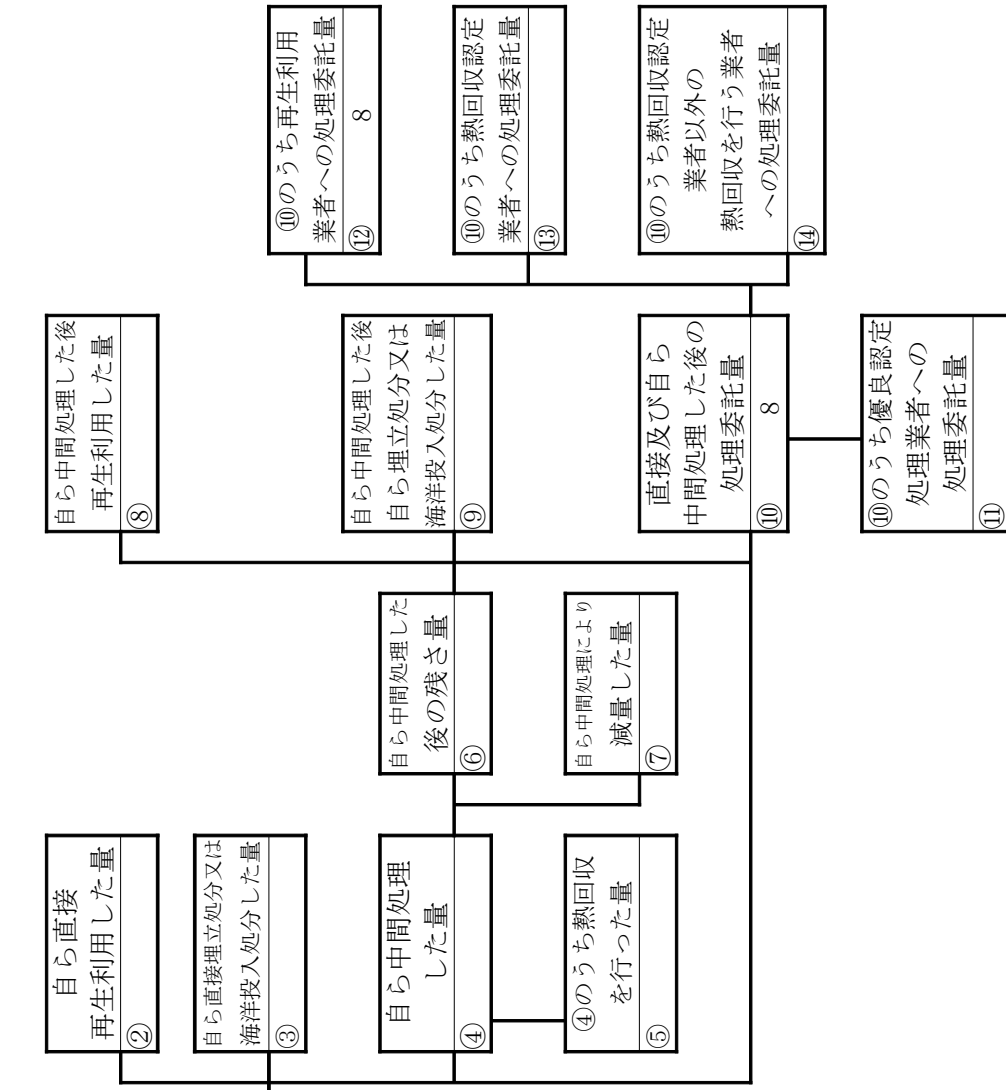 自ら直接
再生利用した量
②
自ら直接埋立処分又は
海洋投入処分した量
③
自ら中間処理
した量
④
④のうち熱回収
を行った量
⑤
自ら中間処理した
後の残さ量
⑥
自ら中間処理により
減量した量
⑦
自ら中間処理した後
再生利用した量
⑧
自ら中間処理した後
自ら埋立処分又は
海洋投入処分した量
⑨
直接及び自ら
中間処理した後の
処理委託量
⑩ 8
⑩のうち優良認定
処理業者への
処理委託量
⑪
⑩のうち再生利用
業者への処理委託量
⑫ 8
⑩のうち熱回収認定
業者への処理委託量
⑬
⑩のうち熱回収認定
業者以外の
熱回収を行う業者
への処理委託量
⑭